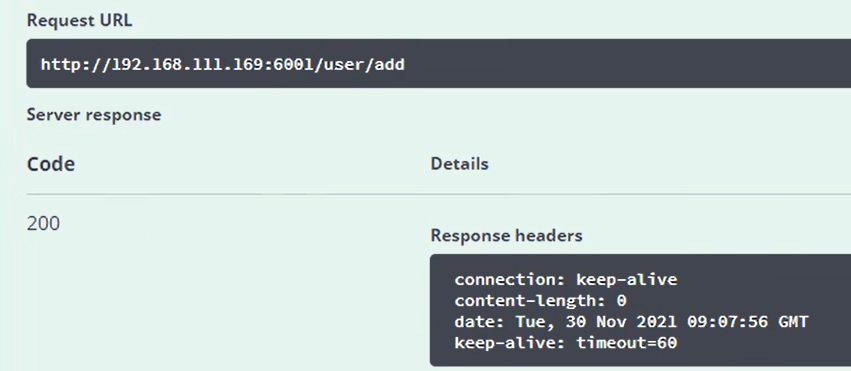 Request URL
http://192.168.111.169:6001/user/add
Server response
Code Details
200
Response headers
connection: keep-alive
content-length: 0
date: Tue, 30 Nov 2021 09:07:56 GMT
keep-alive: timeout=60